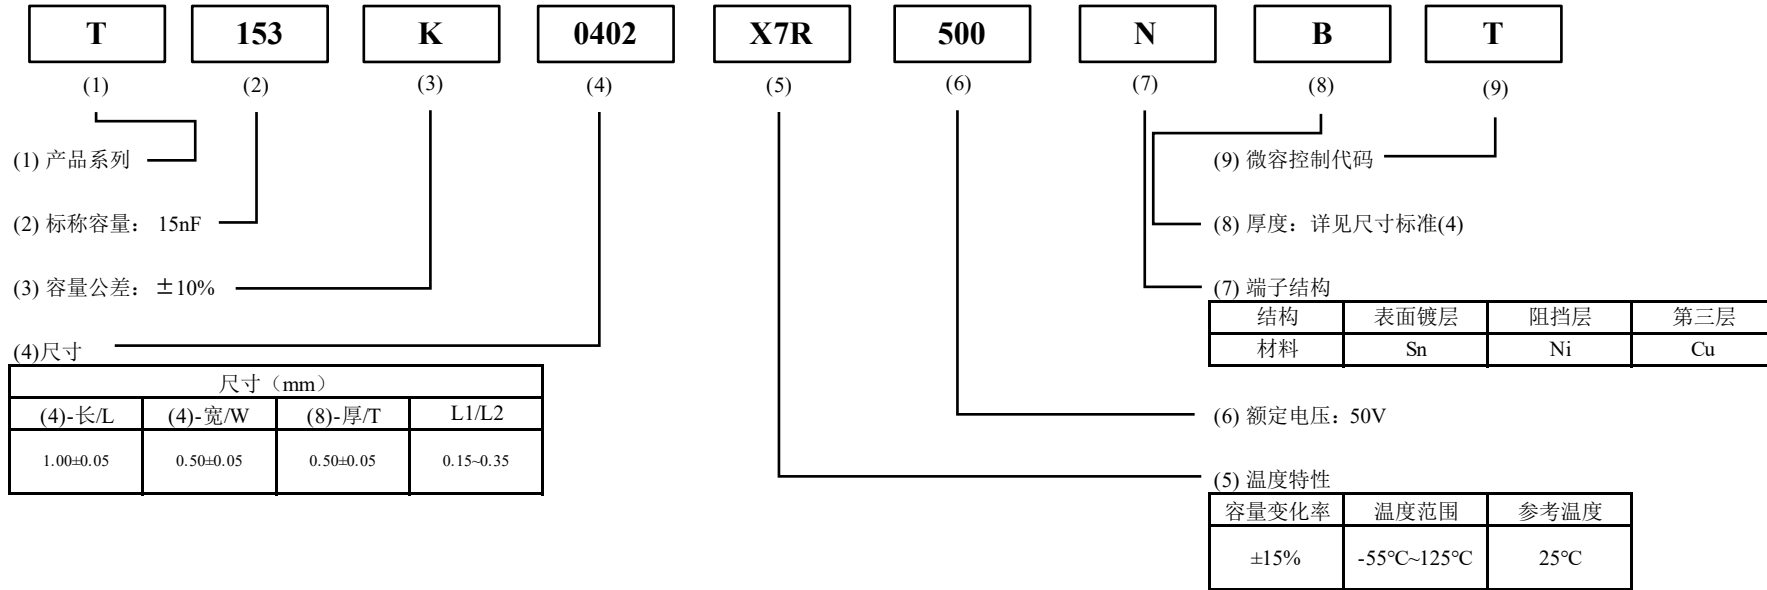 T 153 K 0402 X7R 500 N B T
(1) (2) (3) (4) (5) (6) (7) (8) (9)
(1) 产品系列
(9) 微容控制代码
(2) 标称容量： 15nF
(8) 厚度：详见尺寸标准(4)
(3) 容量公差：±10%
(7) 端子结构
结构 表面镀层 阻挡层 第三层
材料 Sn Ni Cu
(4)尺寸
尺寸（mm）
(4)-长/L (4)-宽/W (8)-厚/T L1/L2
1.00±0.05 0.50±0.05 0.50±0.05 0.15~0.35
(6) 额定电压：50V
(5) 温度特性
容量变化率 温度范围 参考温度
±15% -55℃~125℃ 25℃